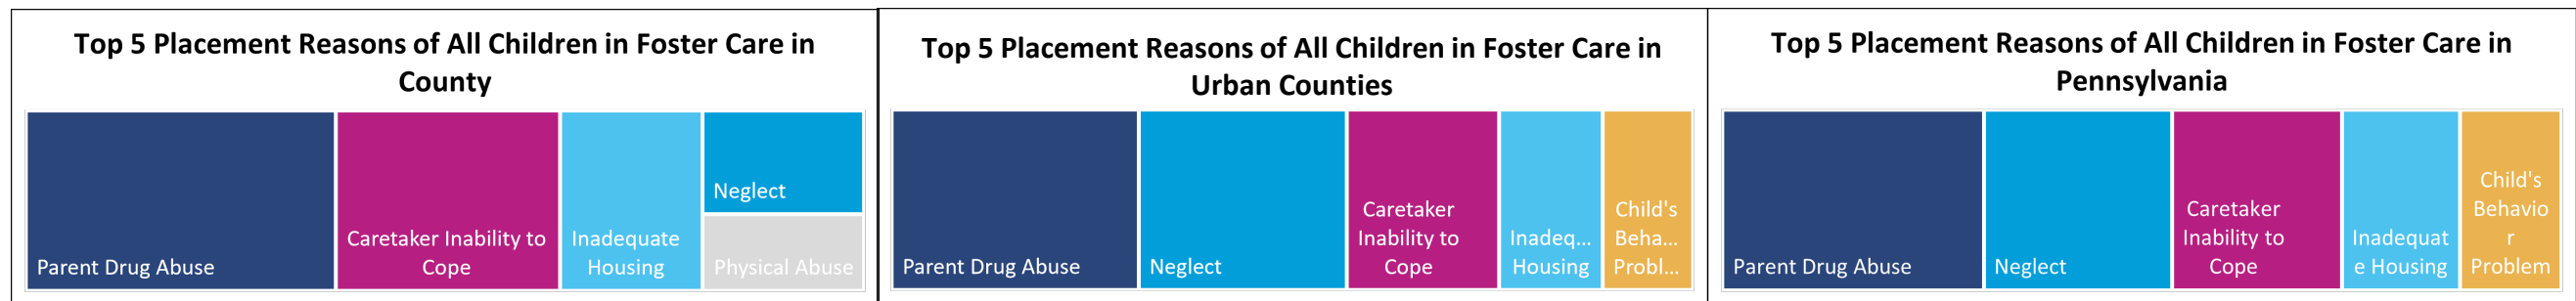 Top 5 Placement Reasons of All Children in Foster Care in
County
Parent Drug Abuse
Caretaker Inability to
Cope
Inadequate
Housing
Neglect
Physical Abuse
Top 5 Placement Reasons of All Children in Foster Care in
Urban Counties
Parent Drug Abuse
Neglect
Caretaker
Inability to
Cope
Inadeq...
Housing
Child's
Beha...
Probl...
Top 5 Placement Reasons of All Children in Foster Care in
Pennsylvania
Parent Drug Abuse
Neglect
Caretaker
Inability to
Cope
Inadequat
e Housing
Child's
Behavio
r
Problem